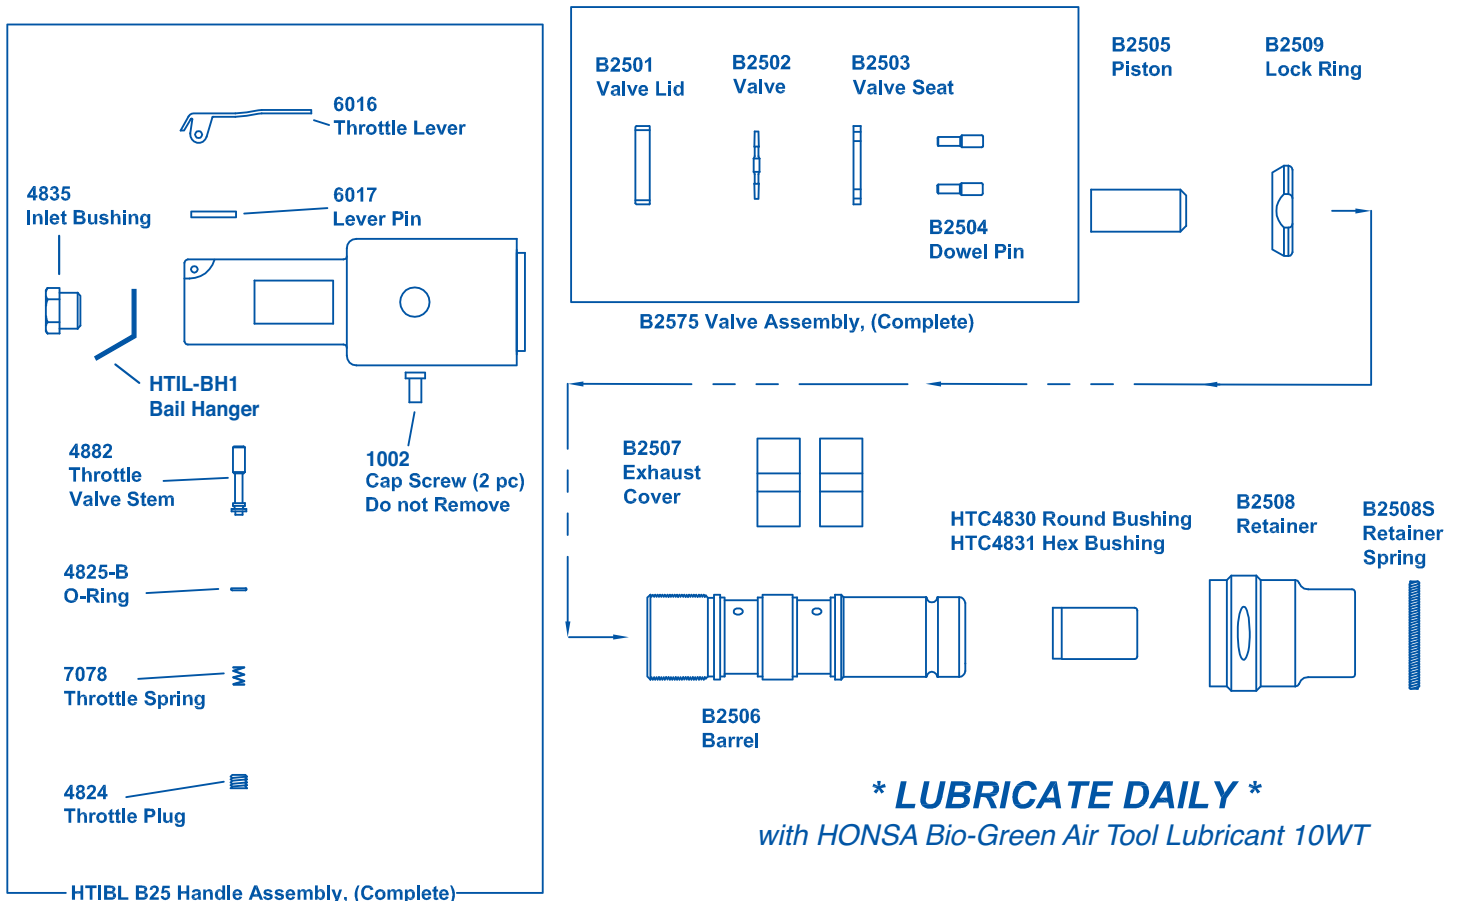 6016
Throttle Lever
4835
Inlet Bushing
6017
Lever Pin
HTIL-BH1
Bail Hanger
4882
Throttle
Valve Stem
1002
Cap Screw (2 pc)
Do not Remove
4825-B
O-Ring
7078
Throttle Spring
4824
Throttle Plug
HTIBL B25 Handle Assembly, (Complete)
B2501
Valve Lid
B2502
Valve
B2503
Valve Seat
B2504
Dowel Pin
B2575 Valve Assembly, (Complete)
B2505
Piston
B2509
Lock Ring
B2507
Exhaust
Cover
B2506
Barrel
HTC4830 Round Bushing
HTC4831 Hex Bushing
B2508
Retainer
B2508S
Retainer
Spring
* LUBRICATE DAILY *
with HONSA Bio-Green Air Tool Lubricant 10WT